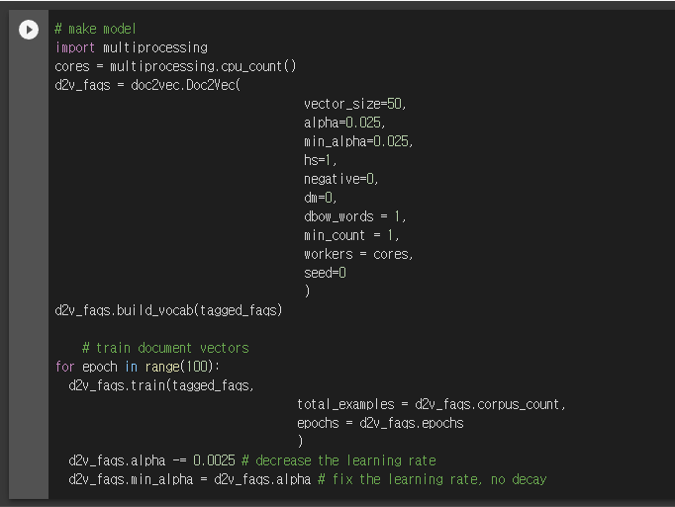 # make model
import multiprocessing
cores = multiprocessing.cpu_count()
d2v_faqs = doc2vec.Doc2Vec(
vector_size=50,
alpha=0.025,
min_alpha=0.025,
hs=1,
negative=0,
dm=0,
dbow_words = 1,
min_count = 1,
workers = cores,
seed=0
)
d2v_faqs.build_vocab(tagged_faqs)
# train document vectors
for epoch in range(100):
d2v_faqs.train(tagged_faqs,
total_examples = d2v_faqs.corpus_count,
epochs = d2v_faqs.epochs
)
d2v_faqs.alpha -= 0.0025 # decrease the learning rate
d2v_faqs.min_alpha = d2v_faqs.alpha # fix the learning rate, no decay